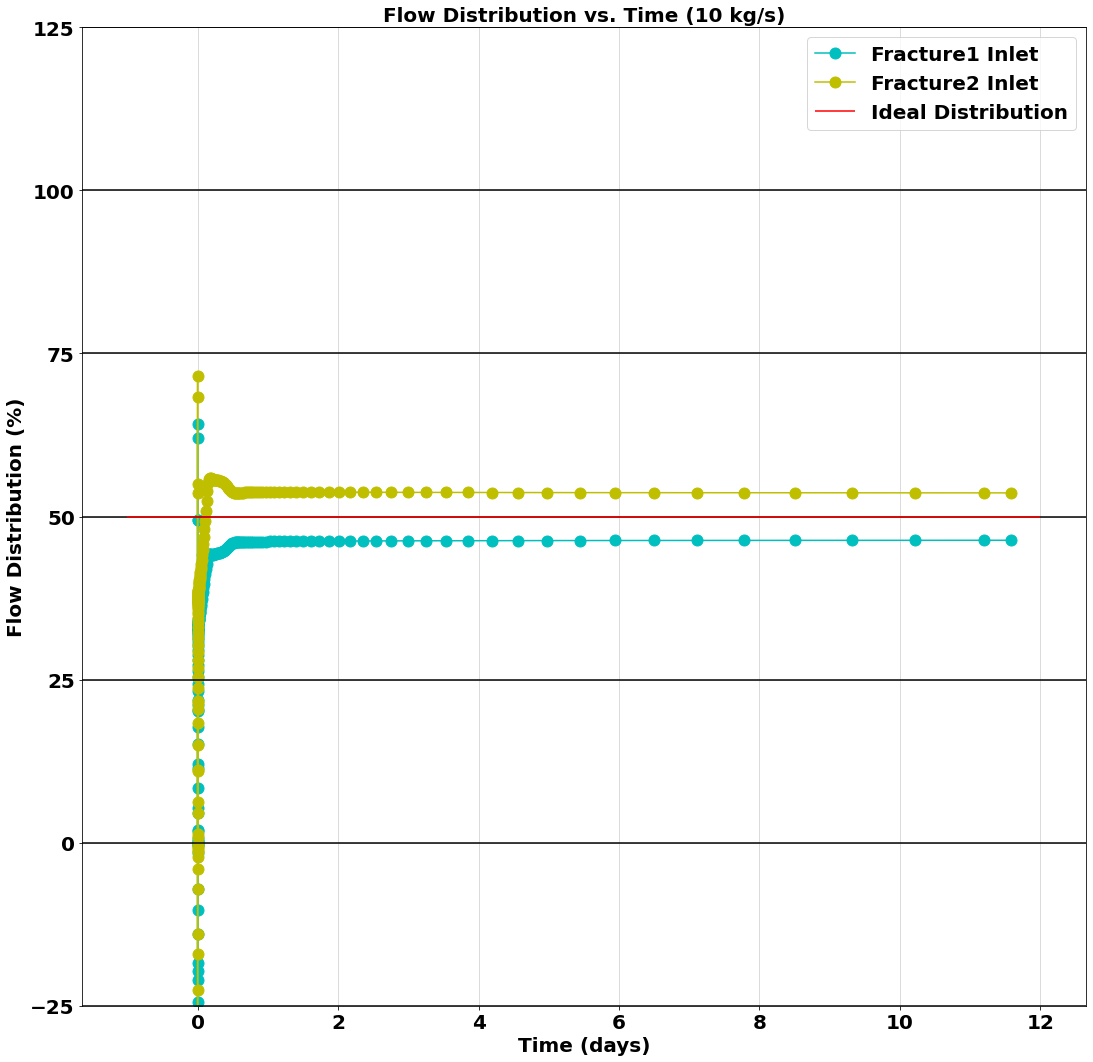 Flow Distribution vs. Time (10 kg/s)
Fracture1 Inlet
Fracture2 Inlet
Ideal Distribution
Flow Distribution (%)
125
100
75
50
25
0
−25
0 2 4 6 8 10 12
Time (days)